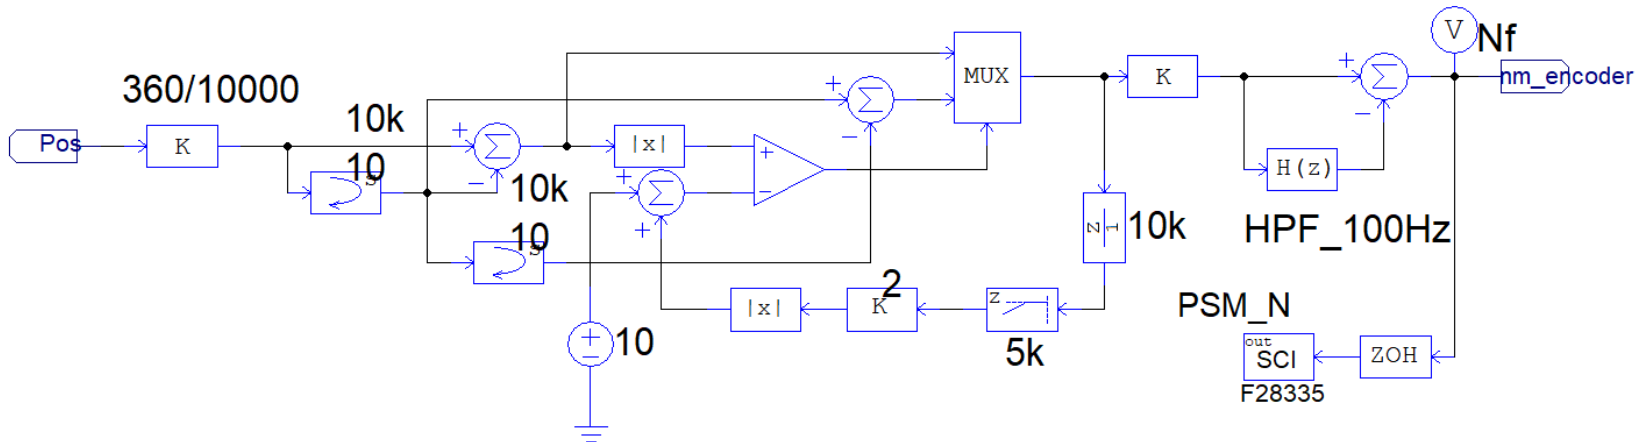 V
Nf
MUX
K
Σ
nm_encoder
360/10000
Σ
10k
Pos
K
Σ
|x|
10
s
H(z)
10k
Σ
10
s
z
1
10k
HPF_100Hz
2
|x|
K
z
5k
PSM_N
10
out
SCI
ZOH
F28335